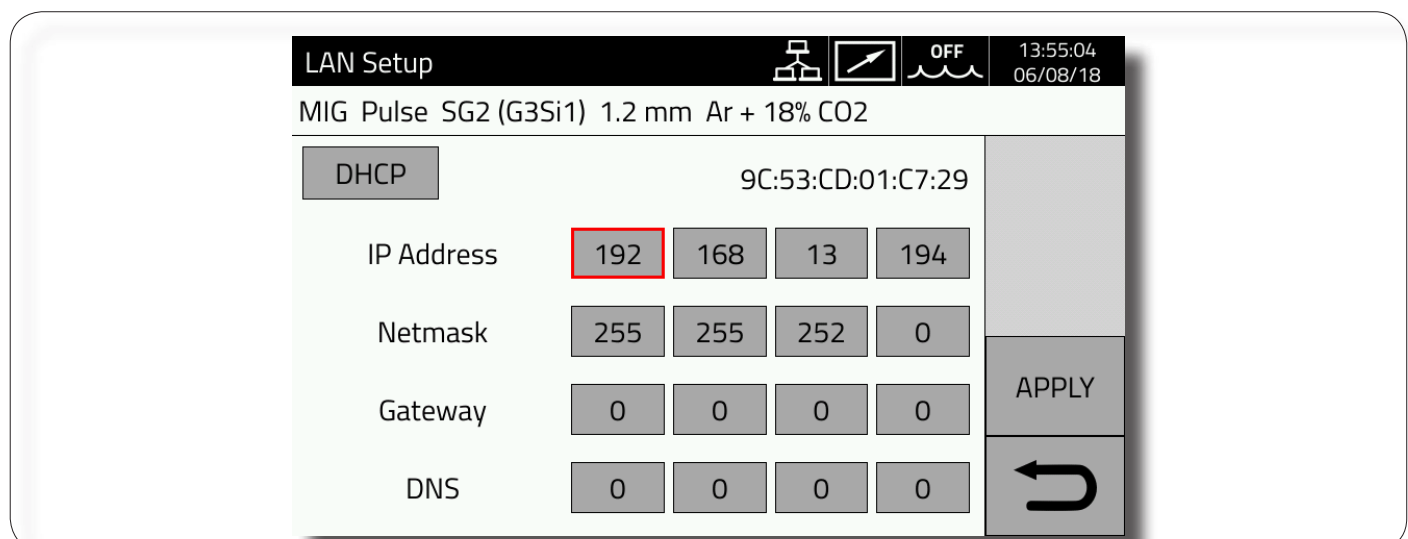 LAN Setup OFF 13:55:04
06/08/18
MIG Pulse SG2 (G3Si1) 1.2 mm Ar + 18% CO2
DHCP 9C:53:CD:01:C7:29
IP Address 192 168 13 194
Netmask 255 255 252 0
Gateway 0 0 0 0
APPLY
DNS 0 0 0 0